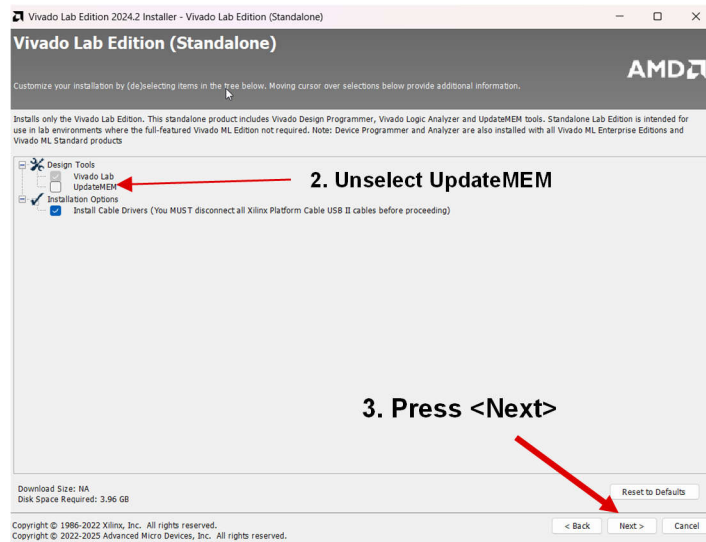 Vivado Lab Edition 2024.2 Installer - Vivado Lab Edition (Standalone)
Vivado Lab Edition (Standalone)
AMD
Customize your installation by (de)selecting items in the tree below. Moving cursor over selections below provide additional information.
Installs only the Vivado Lab Edition. This standalone product includes Vivado Design Programmer, Vivado Logic Analyzer and UpdateMEM tools. Standalone Lab Edition is intended for
use in lab environments where the full-featured Vivado ML Edition not required. Note: Device Programmer and Analyzer are also installed with all Vivado ML Enterprise Editions and
Vivado ML Standard products
Design Tools
Vivado Lab
UpdateMEM
2. Unselect UpdateMEM
Installation Options
Install Cable Drivers (You MUST disconnect all Xilinx Platform Cable USB II cables before proceeding)
3. Press <Next>
Download Size: NA
Disk Space Required: 3.96 GB
Reset to Defaults
Copyright © 1986-2022 Xilinx, Inc. All rights reserved.
Copyright © 2022-2025 Advanced Micro Devices, Inc. All rights reserved.
< Back
Next >
Cancel